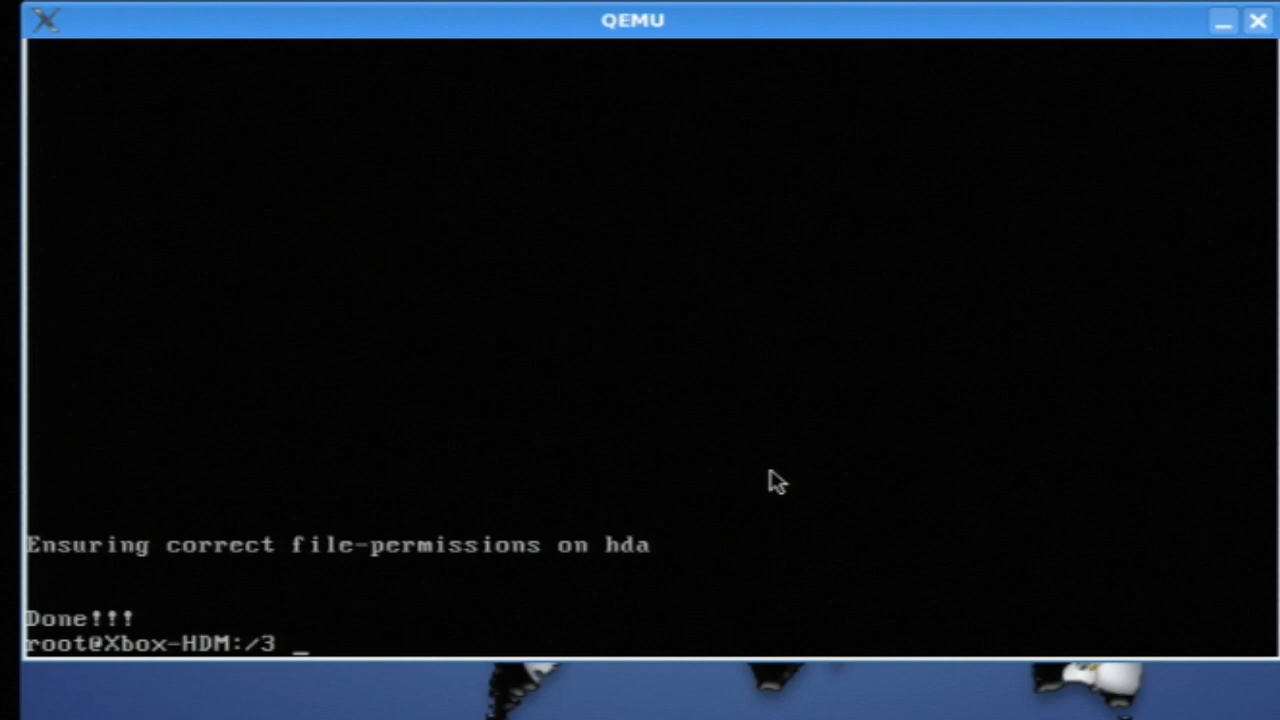 QEMU
Ensuring correct file-permissions on hda
Done!!!
root@Xbox-HDM:/3 _